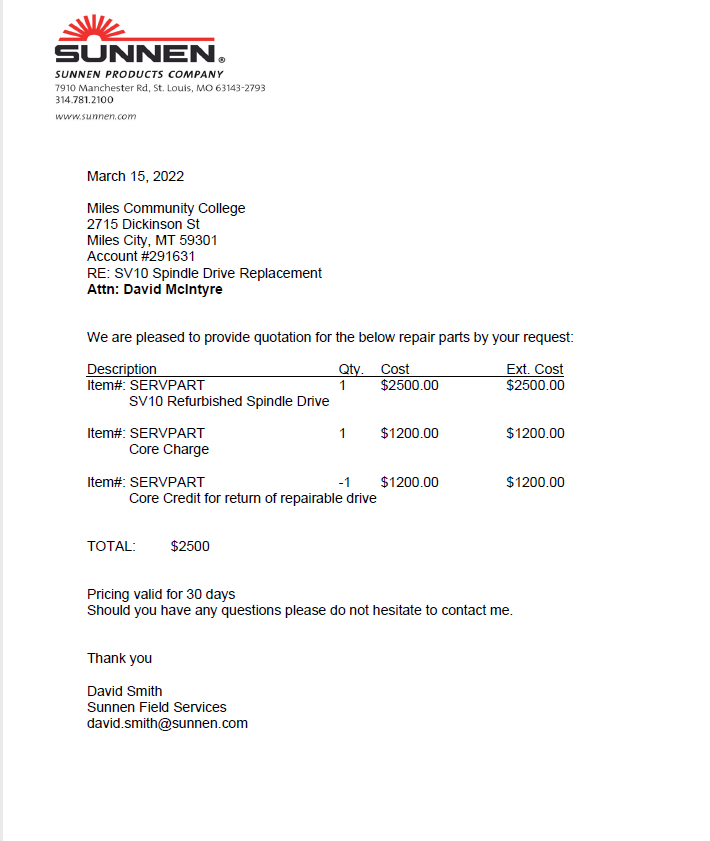 SUNNEN®
SUNNEN PRODUCTS COMPANY
7910 Manchester Rd, St. Louis, MO 63143-2793
314.781.2100
www.sunnen.com
March 15, 2022
Miles Community College
2715 Dickinson St
Miles City, MT 59301
Account #291631
RE: SV10 Spindle Drive Replacement
Attn: David McIntyre
We are pleased to provide quotation for the below repair parts by your request:
Description Qty. Cost Ext. Cost
Item#: SERVPART 1 $2500.00 $2500.00
SV10 Refurbished Spindle Drive
Item#: SERVPART 1 $1200.00 $1200.00
Core Charge
Item#: SERVPART -1 $1200.00 $1200.00
Core Credit for return of repairable drive
TOTAL: $2500
Pricing valid for 30 days
Should you have any questions please do not hesitate to contact me.
Thank you
David Smith
Sunnen Field Services
david.smith@sunnen.com